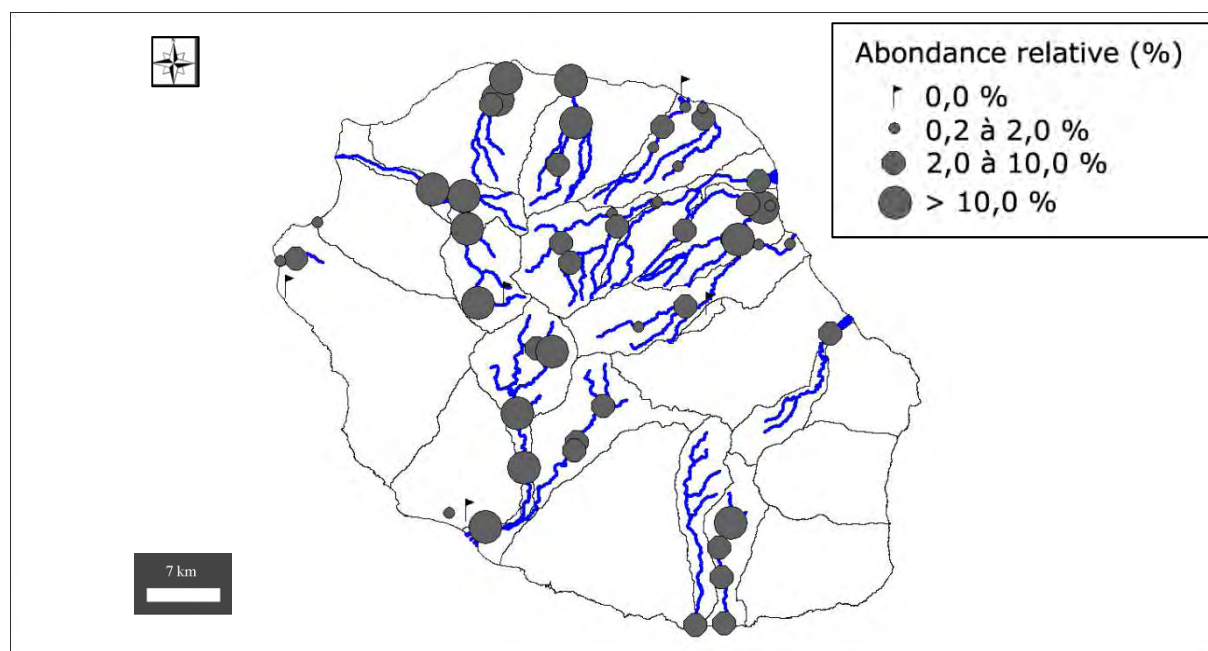 Abondance relative (%)
0,0 %
0,2 à 2,0 %
2,0 à 10,0 %
> 10,0 %
7 km